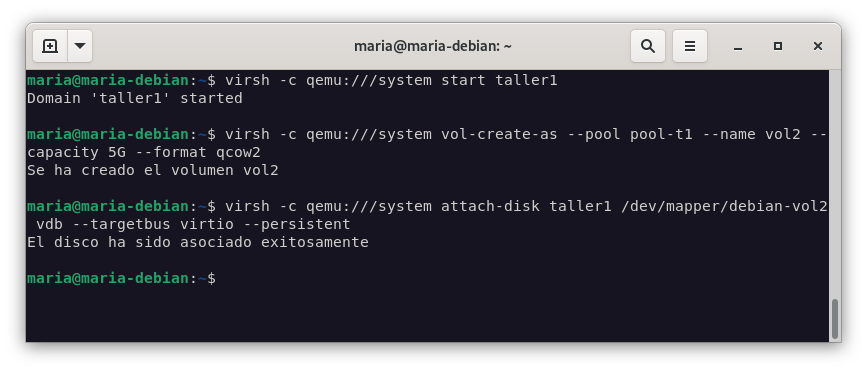 maria@maria-debian: ~
maria@maria-debian:~$ virsh -c qemu:///system start taller1
Domain 'taller1' started
maria@maria-debian:~$ virsh -c qemu:///system vol-create-as --pool pool-t1 --name vol2 --
capacity 5G --format qcow2
Se ha creado el volumen vol2
maria@maria-debian:~$ virsh -c qemu:///system attach-disk taller1 /dev/mapper/debian-vol2
vdb --targetbus virtio --persistent
El disco ha sido asociado exitosamente
maria@maria-debian:~$